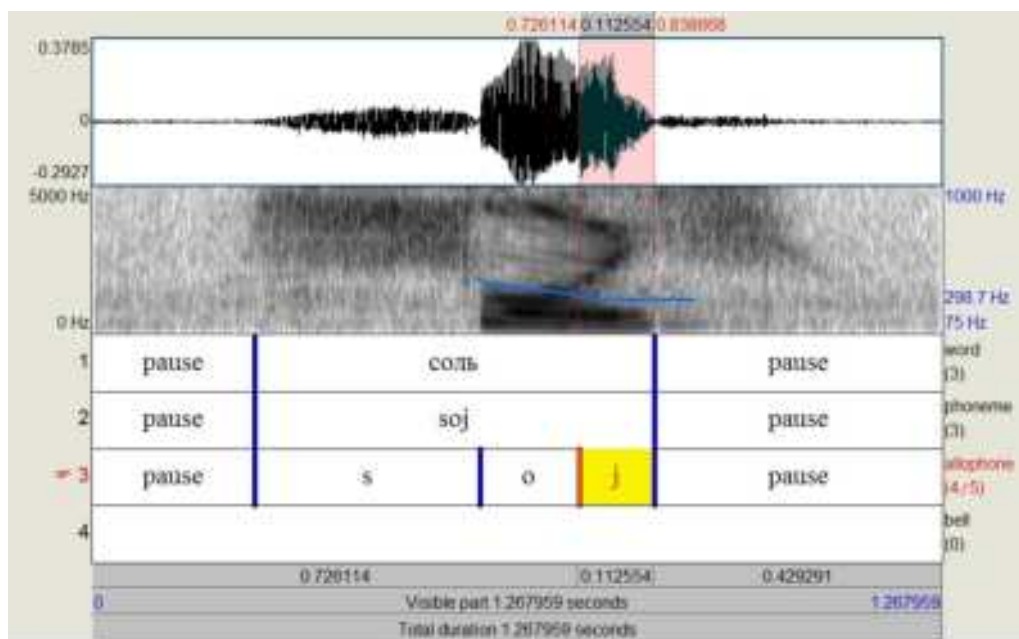 0.726114 0.112554 0.838668
0.3785
0
-0.2927
5000 Hz 1000 Hz
298.7 Hz
0 Hz 75 Hz
1 pause соль pause word (3)
2 pause soj pause phoneme (3)
3 pause s o j pause allophone (4/5)
4 bell (0)
0.726114 0.112554 0.429291
0 Visible part 1.267959 seconds 1.267959
Total duration 1.267959 seconds